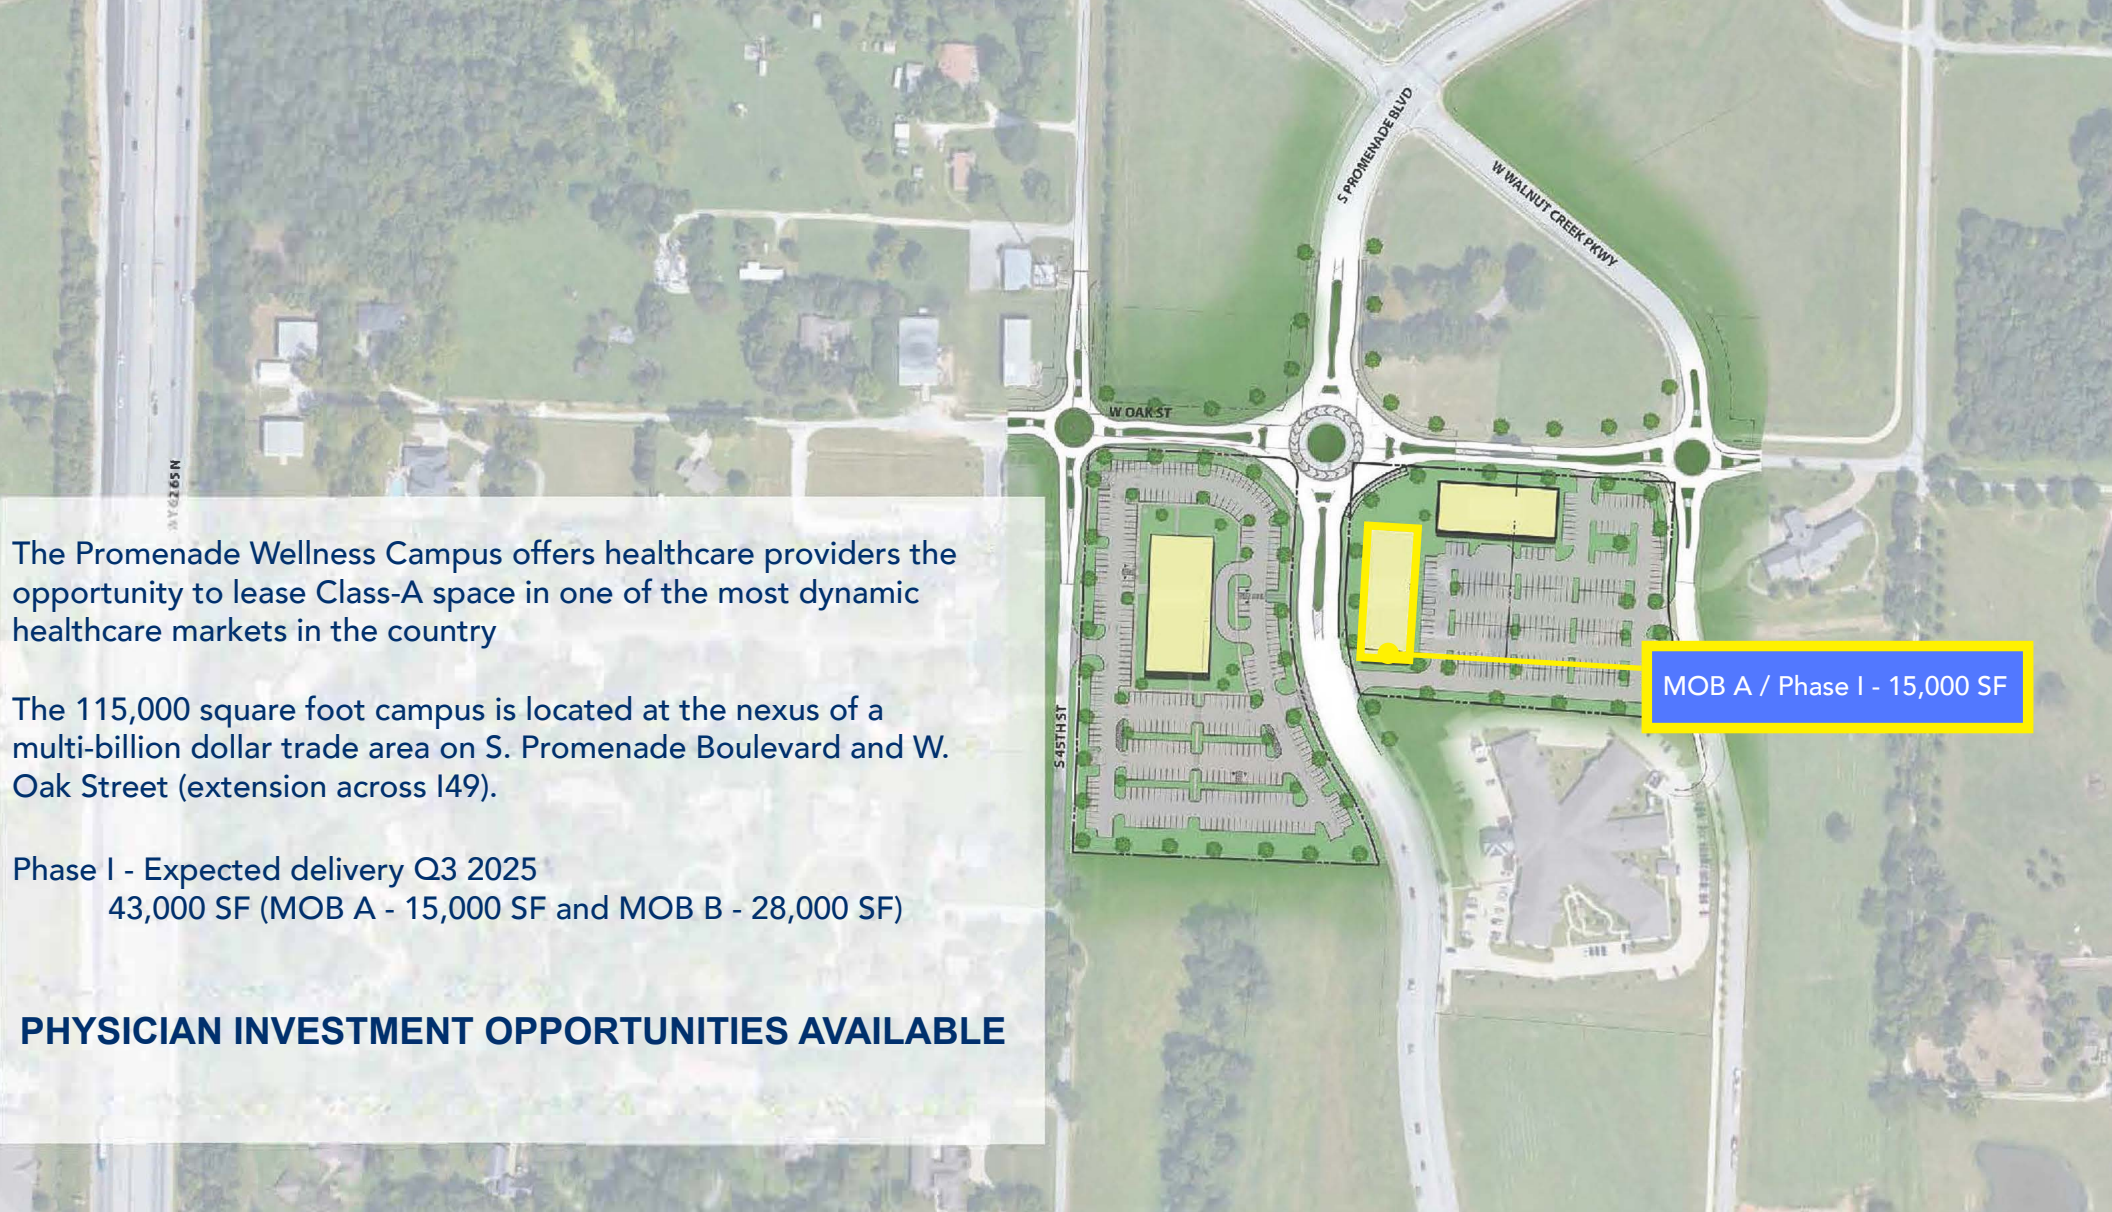 S PROMENADE BLVD
W WALNUT CREEK PKWY
W OAK ST
The Promenade Wellness Campus offers healthcare providers the
opportunity to lease Class-A space in one of the most dynamic
healthcare markets in the country
The 115,000 square foot campus is located at the nexus of a
multi-billion dollar trade area on S. Promenade Boulevard and W.
Oak Street (extension across I49).
Phase I - Expected delivery Q3 2025
43,000 SF (MOB A - 15,000 SF and MOB B - 28,000 SF)
PHYSICIAN INVESTMENT OPPORTUNITIES AVAILABLE
S 45TH ST
MOB A / Phase I - 15,000 SF